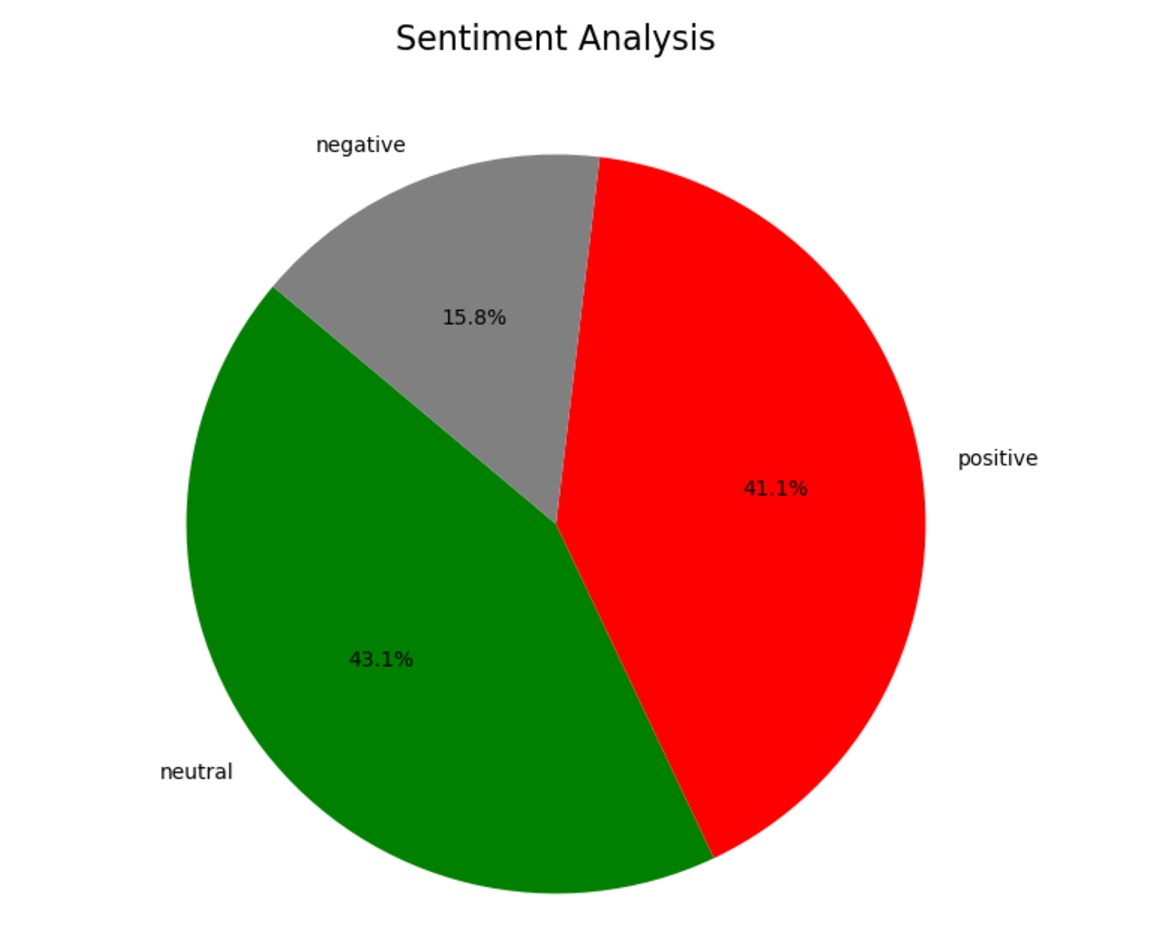 Sentiment Analysis
negative
15.8%
positive
41.1%
43.1%
neutral